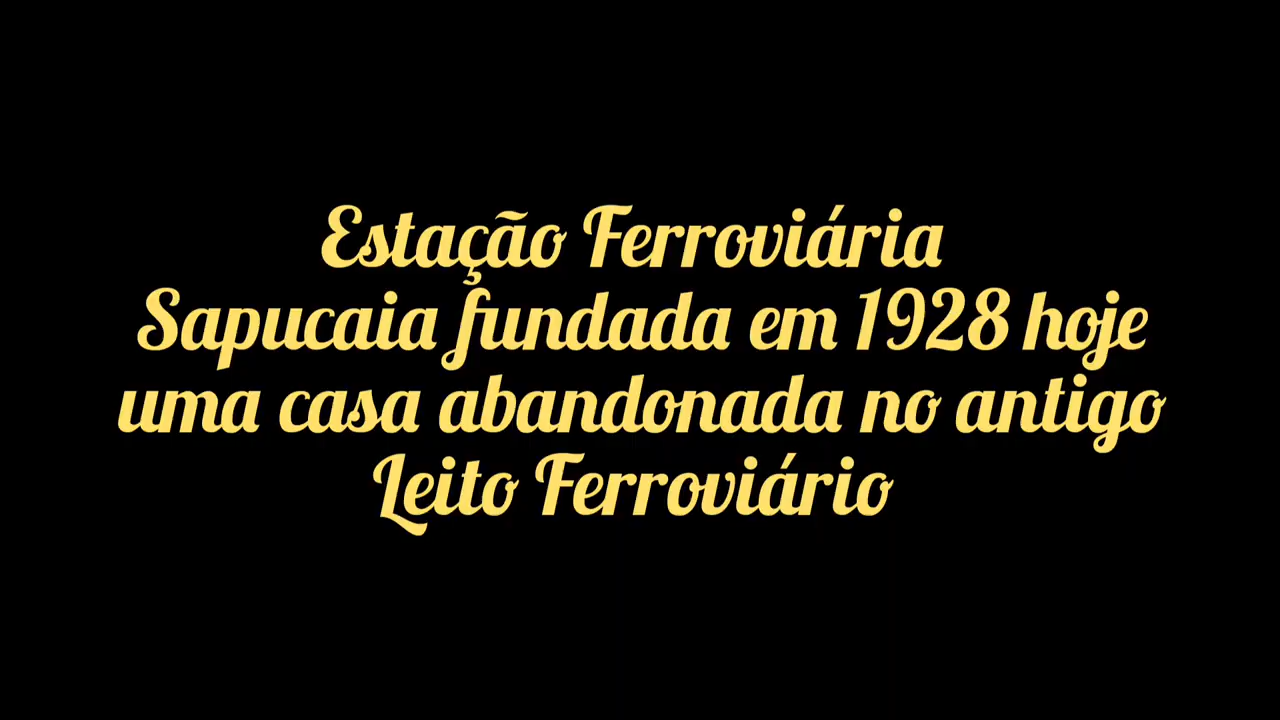 Estação Ferroviária
Sapucaia fundada em 1928 hoje
uma casa abandonada no antigo
Leito Ferroviário